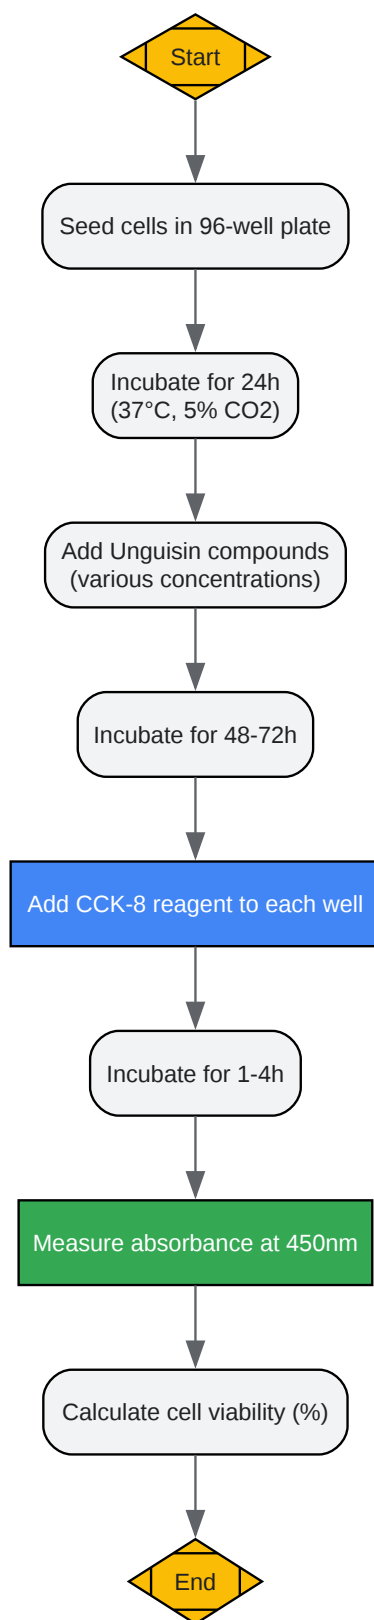 Start
Seed cells in 96-well plate
Incubate for 24h
(37°C, 5% CO2)
Add Unguisin compounds
(various concentrations)
Incubate for 48-72h
Add CCK-8 reagent to each well
Incubate for 1-4h
Measure absorbance at 450nm
Calculate cell viability (%)
End